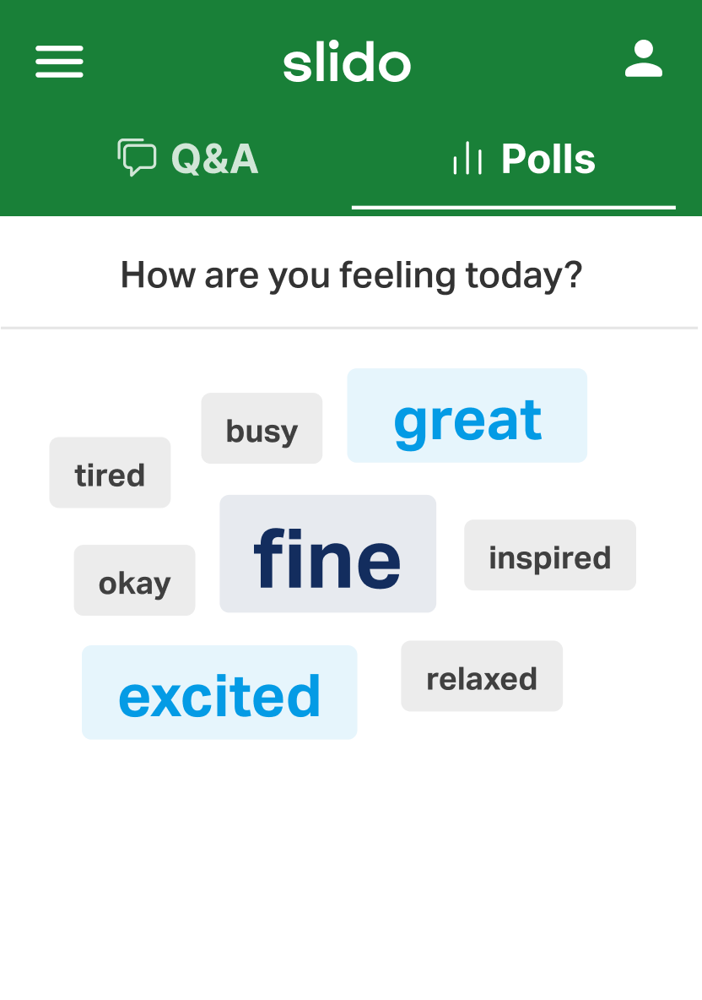 slido
Q&A
Polls
How are you feeling today?
great
busy
tired
fine
inspired
okay
relaxed
excited